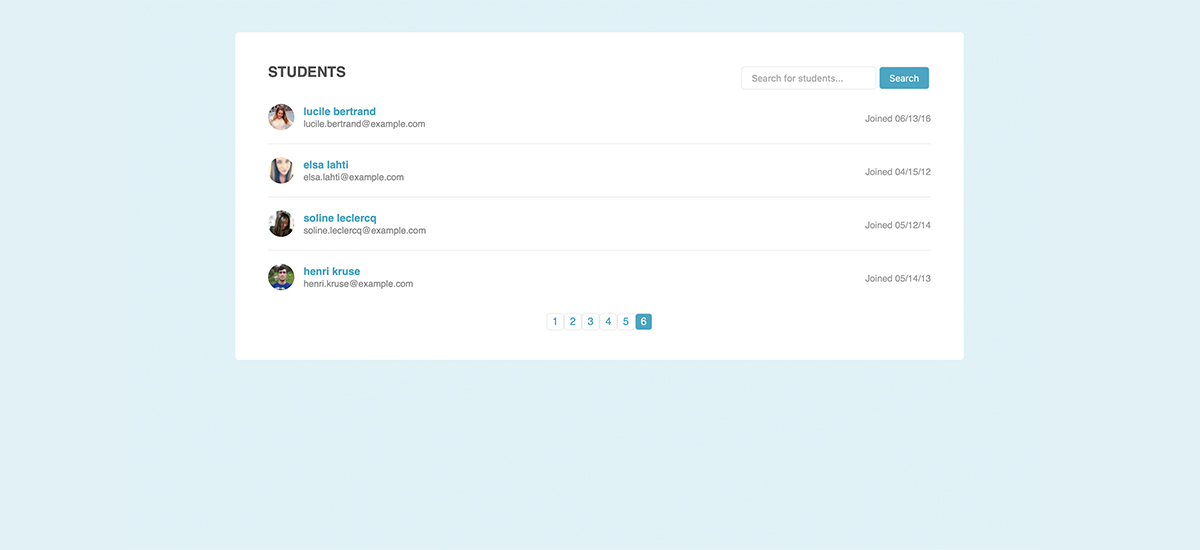 STUDENTS
Search for students...
Search
lucile bertrand
lucile.bertrand@example.com
Joined 06/13/16
elsa lahti
elsa.lahti@example.com
Joined 04/15/12
soline leclercq
soline.leclercq@example.com
Joined 05/12/14
henri kruse
henri.kruse@example.com
Joined 05/14/13
1 2 3 4 5 6